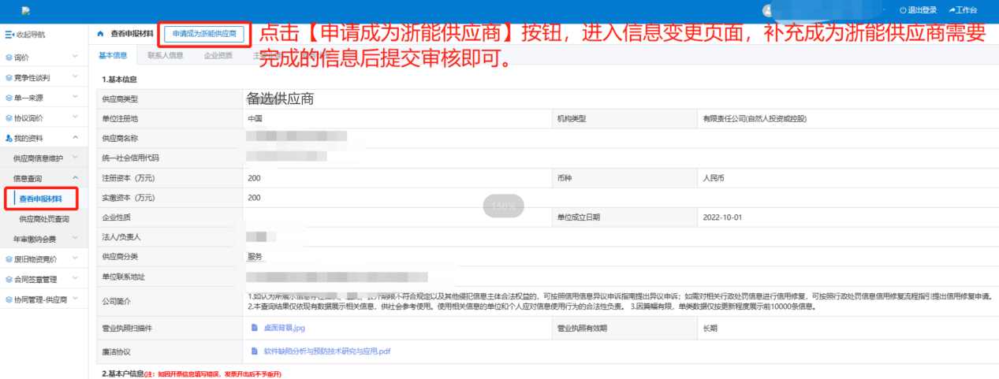 退出登录 工作台
收起导航
查看申报材料 申请成为浙能供应商
点击【申请成为浙能供应商】按钮，进入信息变更页面，补充成为浙能供应商需要
完成的信息后提交审核即可。
基本信息 联系人信息 企业资质
询价
竞争性谈判
单一来源
协议询价
我的资料
供应商信息维护
信息查询
查看申报材料
供应商处罚查询
年审缴纳会费
废旧物资竞价
合同签章管理
协同管理-供应商
1.基本信息
供应商类型 备选供应商
单位注册地 中国 机构类型 有限责任公司(自然人投资或控股)
供应商名称
统一社会信用代码
注册资本（万元） 200 币种 人民币
实缴资本（万元） 200
150%
企业性质 单位成立日期 2022-10-01
法人/负责人
供应商分类 服务
单位联系地址
公司简介
1.如认为所展示信息存在 期限不符合规定以及其他侵犯信息主体合法权益的，可按照信用信息异议申诉指南提出异议申诉；如需对相关行政处罚信息进行信用修复，可按照行政处罚信息信用修复流程指引提出信用修复申请。
2.本查询结果仅依现有数据展示相关信息，供社会参考使用。使用相关信息的单位和个人应对信息使用行为的合法性负责。 3.因篇幅有限，单类数据仅按更新程度展示前10000条信息。
营业执照扫描件 桌面背景.jpg 营业执照有效期 长期
廉洁协议 软件缺陷分析与预防技术研究与应用.pdf
2.基本户信息(注：如因开票信息填写错误，发票开出后不予重开)